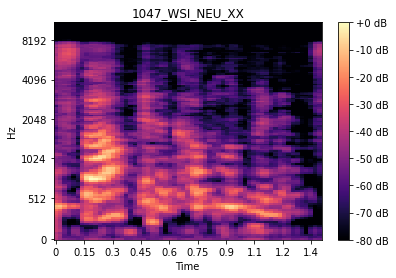 1047_WSI_NEU_XX
+0 dB
8192
-10 dB
4096
-20 dB
-30 dB
2048
-40 dB
Hz
1024
-50 dB
512
-60 dB
-70 dB
0
-80 dB
0 0.15 0.3 0.45 0.6 0.75 0.9 1.1 1.2 1.4
Time